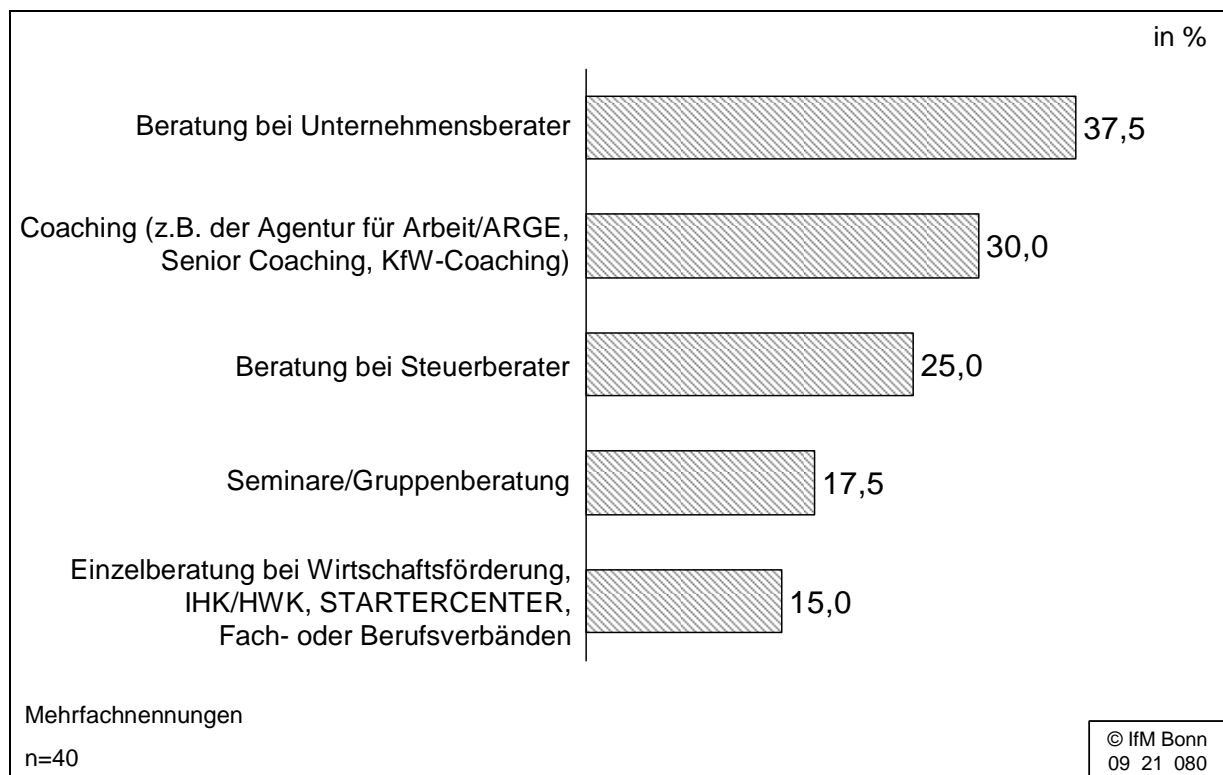 in %
Beratung bei Unternehmensberater
37,5
Coaching (z.B. der Agentur für Arbeit/ARGE,
Senior Coaching, KfW-Coaching)
30,0
Beratung bei Steuerberater
25,0
Seminare/Gruppenberatung
17,5
Einzelberatung bei Wirtschaftsförderung,
IHK/HWK, STARTERCENTER,
Fach- oder Berufsverbänden
15,0
Mehrfachnennungen
n=40
© IfM Bonn
09 21 080